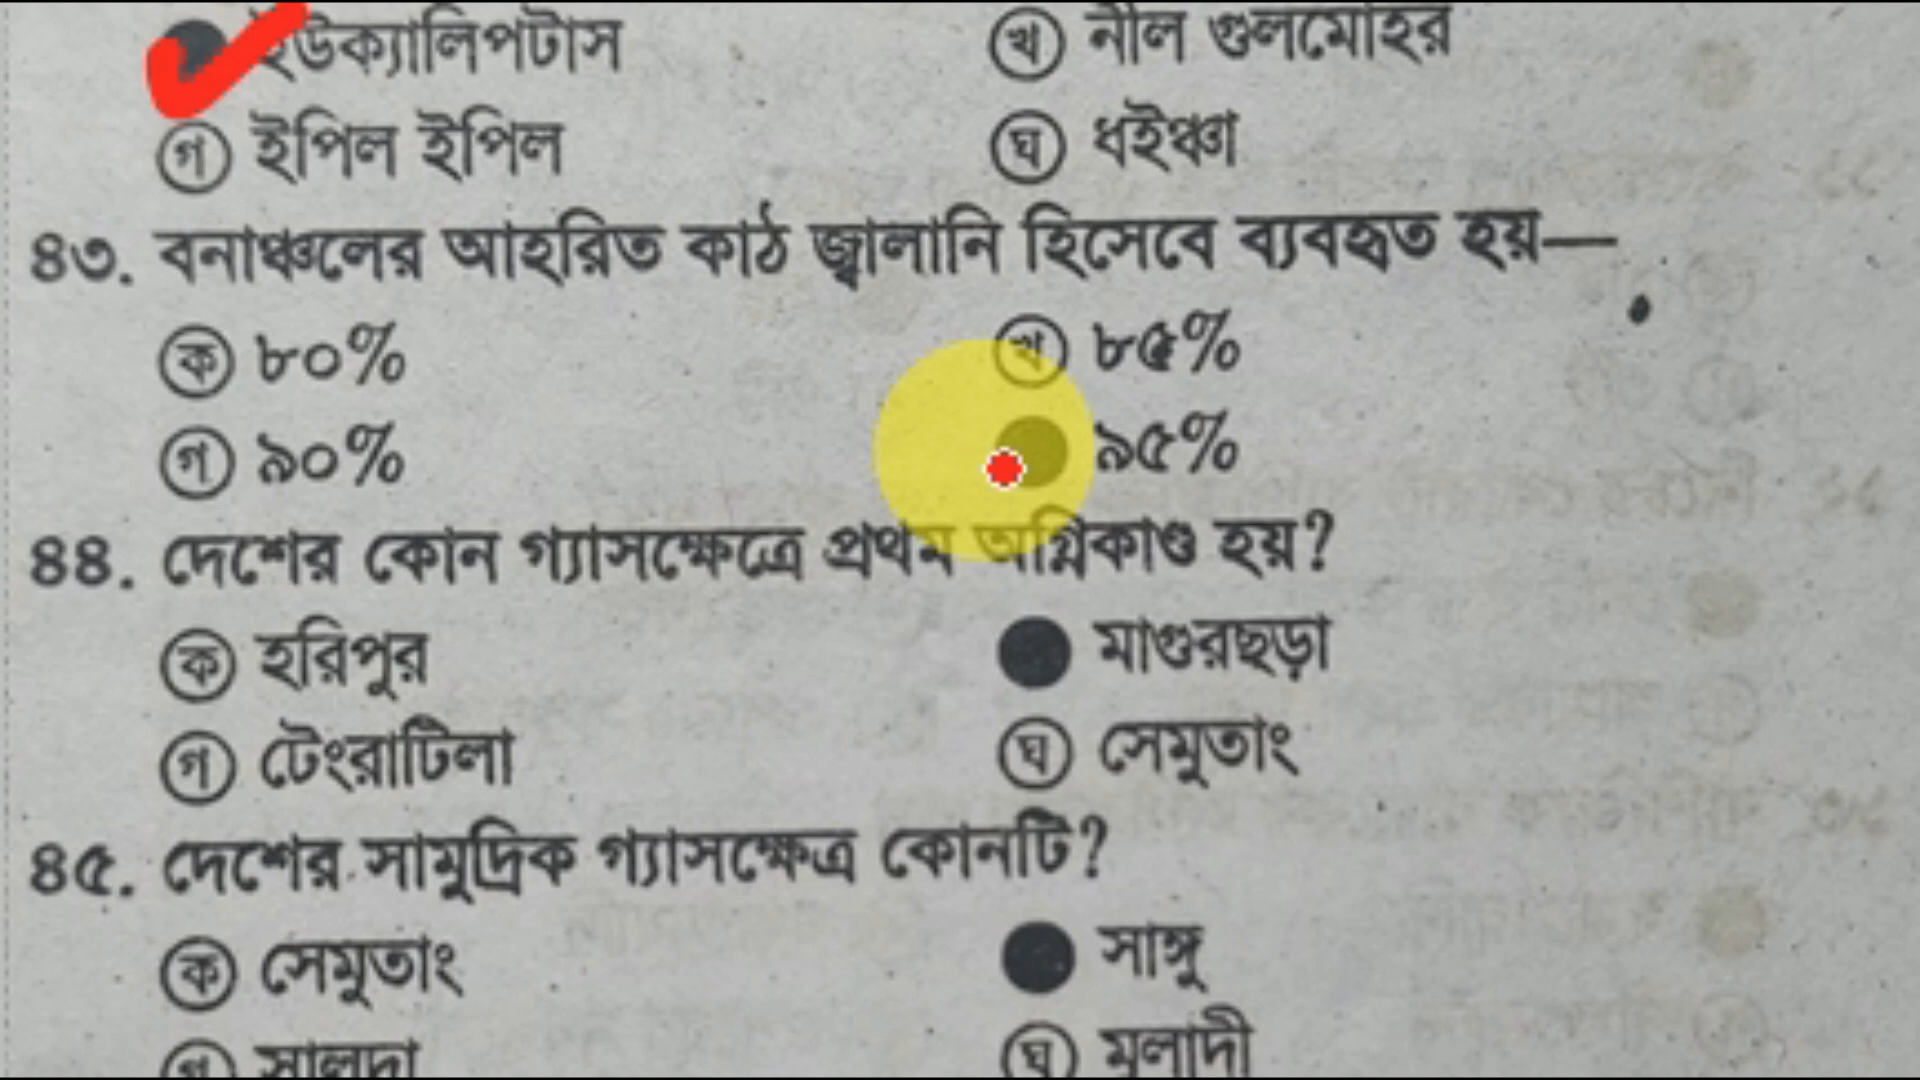 ইউক্যালিপটাস খ নীল গুলমোহর
গ ইপিল ইপিল ঘ ধইঞ্চা
৪৩. বনাঞ্চলের আহরিত কাঠ জ্বালানি হিসেবে ব্যবহৃত হয়—
ক ৮০% খ ৮৫%
গ ৯০% ৯৫%
৪৪. দেশের কোন গ্যাসক্ষেত্রে প্রথম অগ্নিকাণ্ড হয়?
ক হরিপুর মাগুরছড়া
গ টেংরাটিলা ঘ সেমুতাং
৪৫. দেশের সামুদ্রিক গ্যাসক্ষেত্র কোনটি?
ক সেমুতাং সাঙ্গু
গ সালদা ঘ মুলাদী